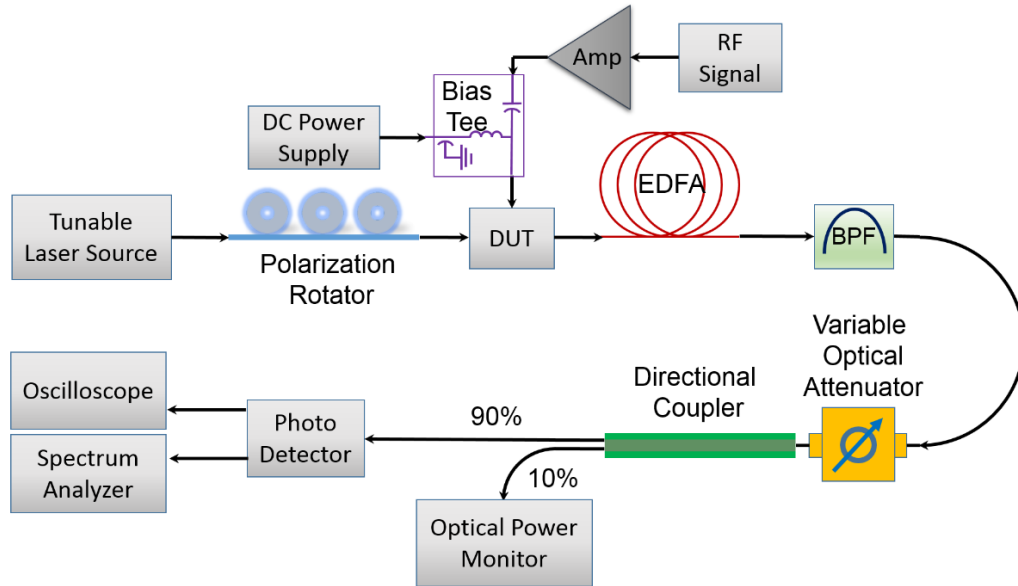 Amp
RF
Signal
Bias
Tee
DC Power
Supply
EDFA
Tunable
Laser Source
DUT
BPF
Polarization
Rotator
Variable
Optical
Attenuator
Directional
Coupler
Oscilloscope
90%
Photo
Detector
Spectrum
Analyzer
10%
Optical Power
Monitor